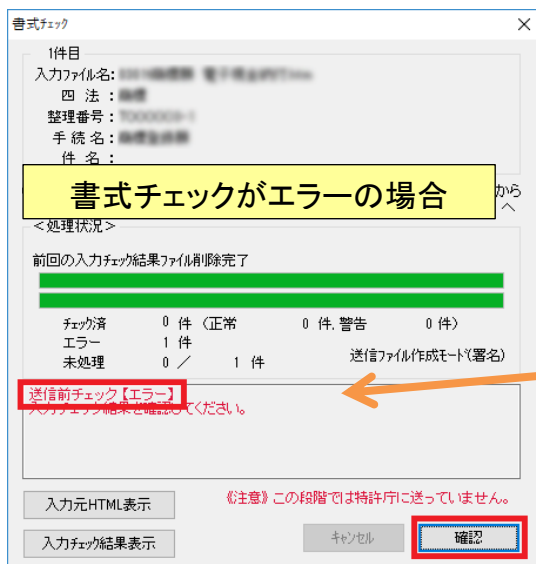 書式チェック
1件目
入力ファイル名:
四 法 :
整理番号:
手 続 名:
件 名 :
書式チェックがエラーの場合
から
へ
<処理状況>
前回の入力チェック結果ファイル削除完了
チェック済 0 件 (正常 0 件, 警告 0 件)
エラー 1 件
未処理 0 / 1 件 送信ファイル作成モード(署名)
送信前チェック【エラー】
入力チェック結果を確認してください。
《注意》この段階では特許庁に送っていません。
入力元HTML表示
キャンセル 確認
入力チェック結果表示